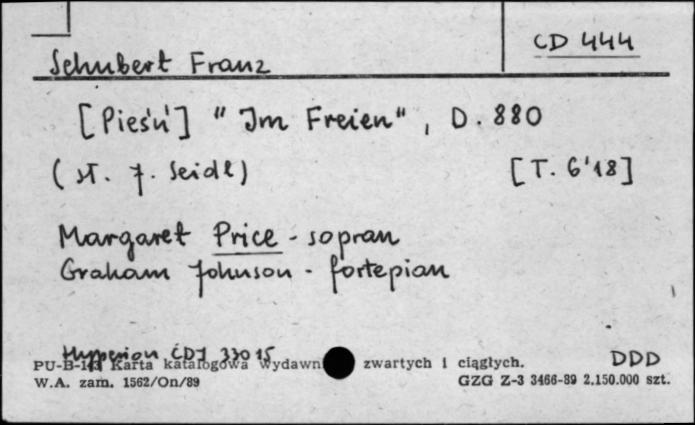 CD 444
Schubert Franz
[Pieśń] "Im Freien", D. 880
(sł. J. Seidl) [T. 6'18]
Margaret Price - sopran
Graham Johnson - fortepian
Hyperion CDJ 33015 DDD
PU-B-143 Karta katalogowa wydawn zwartych i ciągłych.
W.A. zam. 1562/On/89 GZG Z-3 3466-89 2.150.000 szt.